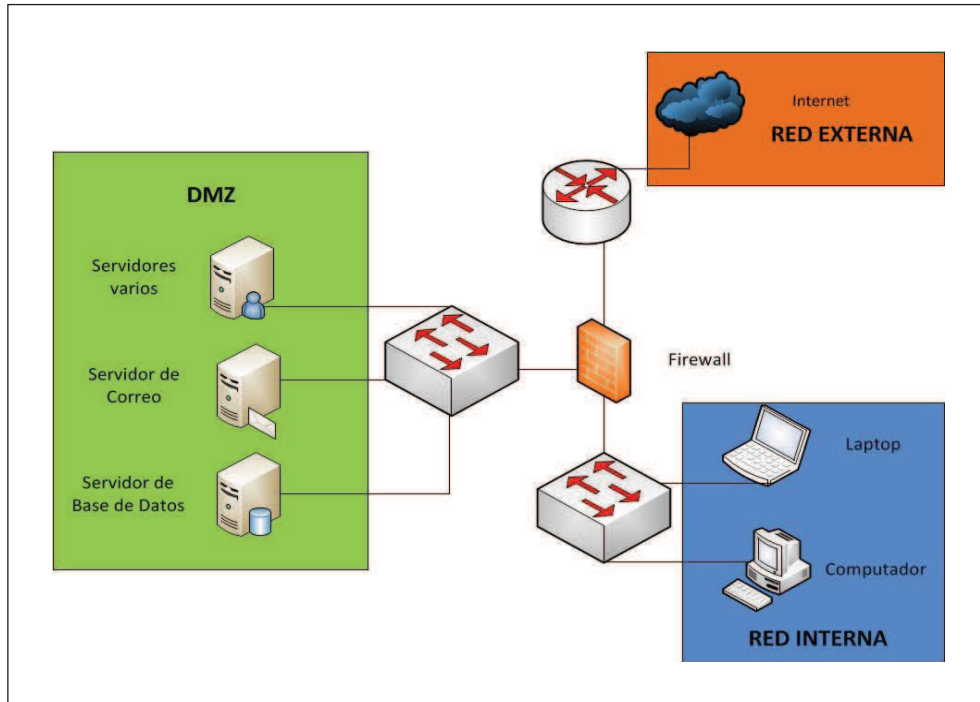 Internet
RED EXTERNA
DMZ
Servidores
varios
Servidor de
Correo
Servidor de
Base de Datos
Firewall
Laptop
Computador
RED INTERNA